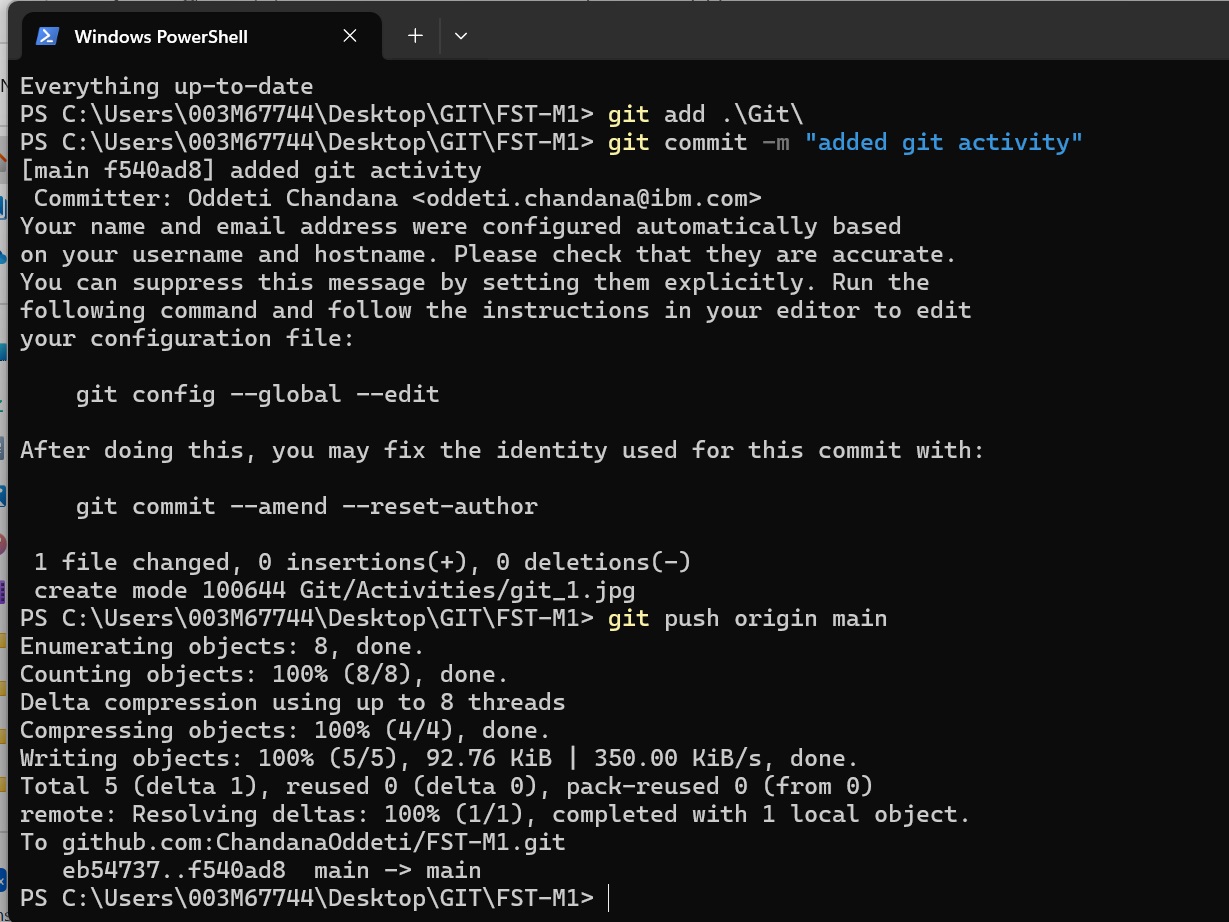 Windows PowerShell
Everything up-to-date
PS C:\Users\003M67744\Desktop\GIT\FST-M1> git add .\Git\
PS C:\Users\003M67744\Desktop\GIT\FST-M1> git commit -m "added git activity"
[main f540ad8] added git activity
 Committer: Oddeti Chandana <oddeti.chandana@ibm.com>
Your name and email address were configured automatically based
on your username and hostname. Please check that they are accurate.
You can suppress this message by setting them explicitly. Run the
following command and follow the instructions in your editor to edit
your configuration file:

    git config --global --edit

After doing this, you may fix the identity used for this commit with:

    git commit --amend --reset-author

 1 file changed, 0 insertions(+), 0 deletions(-)
 create mode 100644 Git/Activities/git_1.jpg
PS C:\Users\003M67744\Desktop\GIT\FST-M1> git push origin main
Enumerating objects: 8, done.
Counting objects: 100% (8/8), done.
Delta compression using up to 8 threads
Compressing objects: 100% (4/4), done.
Writing objects: 100% (5/5), 92.76 KiB | 350.00 KiB/s, done.
Total 5 (delta 1), reused 0 (delta 0), pack-reused 0 (from 0)
remote: Resolving deltas: 100% (1/1), completed with 1 local object.
To github.com:ChandanaOddeti/FST-M1.git
   eb54737..f540ad8  main -> main
PS C:\Users\003M67744\Desktop\GIT\FST-M1>